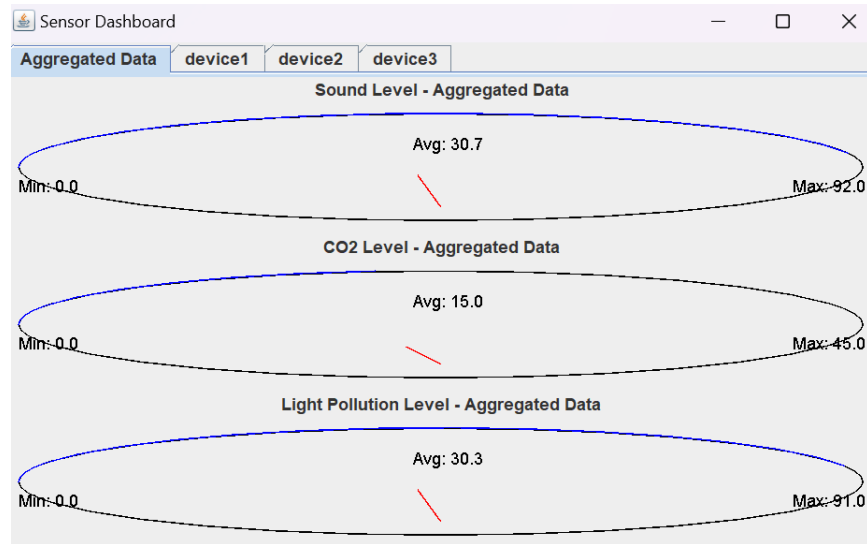 Sensor Dashboard
Aggregated Data device1 device2 device3
Sound Level - Aggregated Data
Avg: 30.7
Min: 0.0 Max: 92.0
CO2 Level - Aggregated Data
Avg: 15.0
Min: 0.0 Max: 45.0
Light Pollution Level - Aggregated Data
Avg: 30.3
Min: 0.0 Max: 91.0